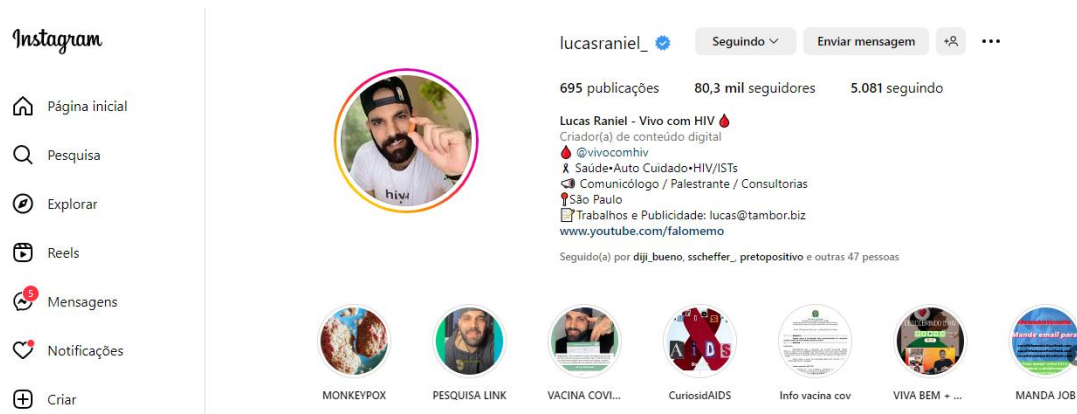 Instagram
Página inicial
Pesquisa
Explorar
Reels
5
Mensagens
Notificações
Criar
lucasraniel_ Seguindo Enviar mensagem
695 publicações 80,3 mil seguidores 5.081 seguindo
Lucas Raniel - Vivo com HIV 🩸
Criador(a) de conteúdo digital
🩸 @vivocomhiv
🎗 Saúde•Auto Cuidado•HIV/ISTs
📢 Comunicólogo / Palestrante / Consultorias
📍São Paulo
📝Trabalhos e Publicidade: lucas@tambor.biz
www.youtube.com/falomemo
Seguido(a) por diji_bueno, sscheffer_, pretopositivo e outras 47 pessoas
hiv
AIDS
Mande email para
MONKEYPOX PESQUISA LINK VACINA COVI... CuriosidAIDS Info vacina cov VIVA BEM + ... MANDA JOB